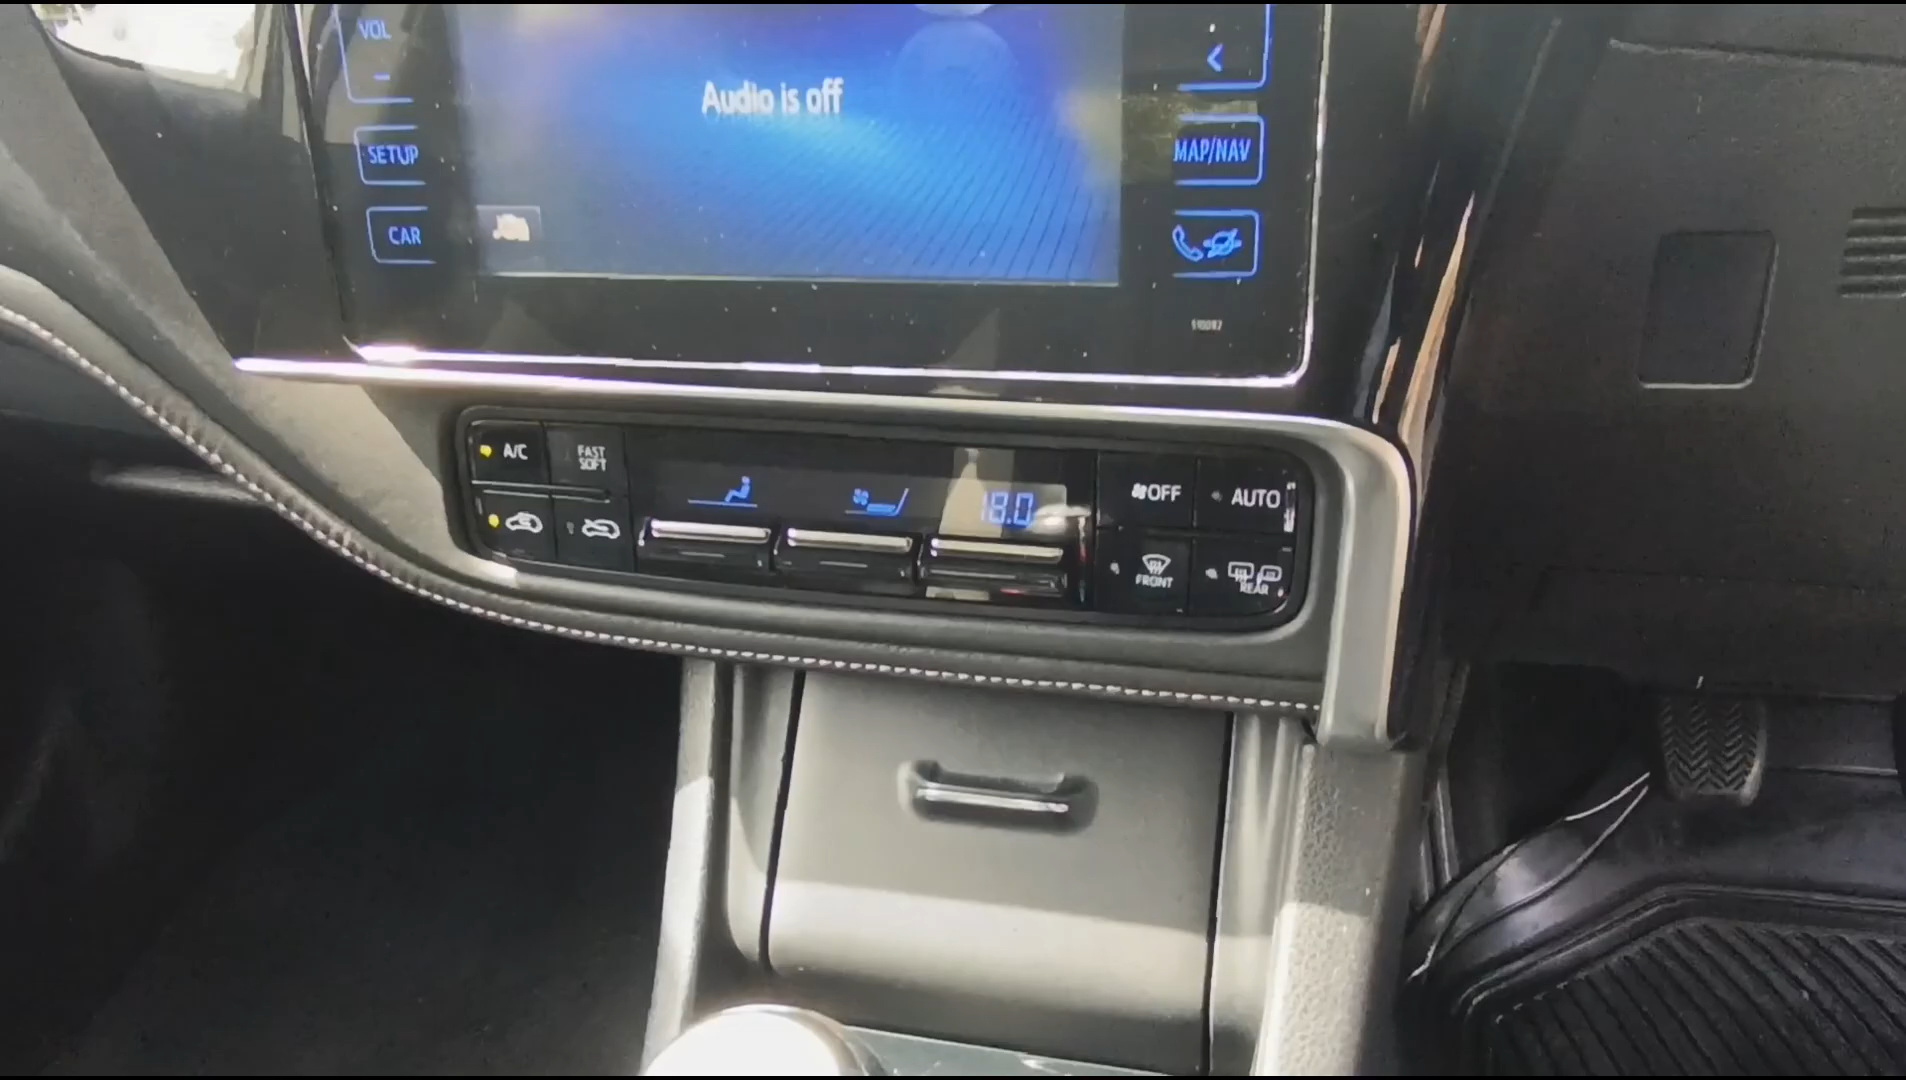 VOL
Audio is off
SETUP
MAP/NAV
CAR
A/C
FAST
SOFT
18.0
OFF
AUTO
FRONT
REAR